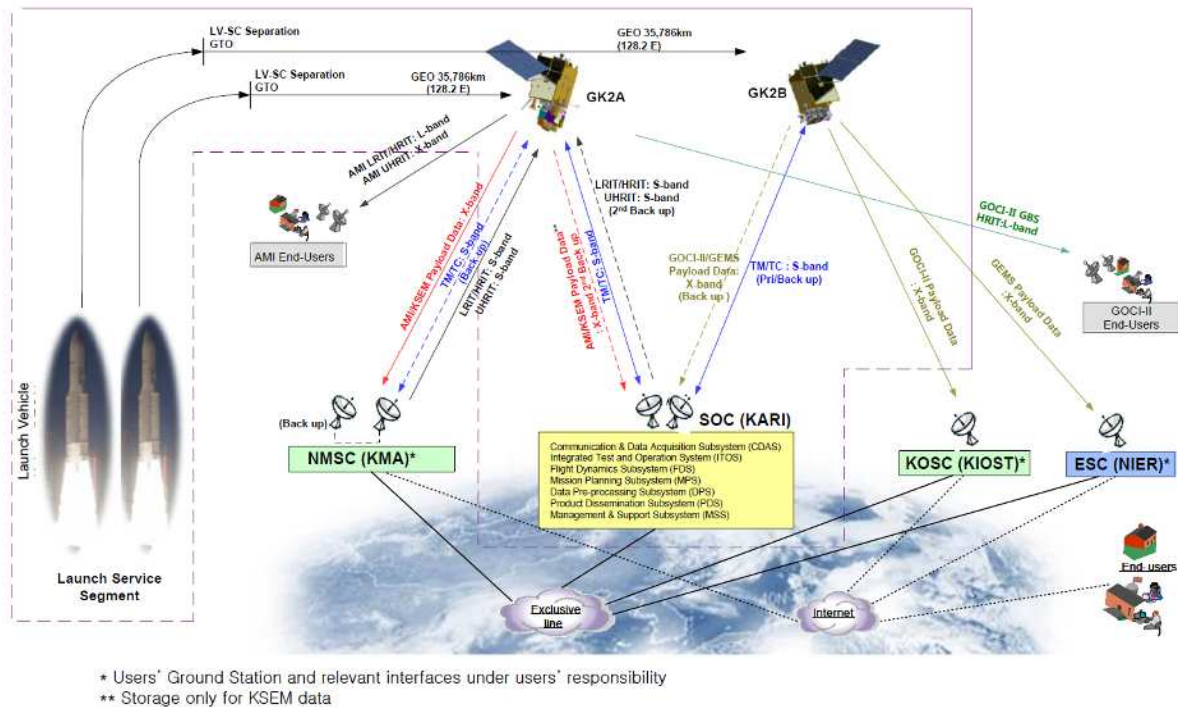 LV-SC Separation
GTO
GEO 35,786km
(128.2 E)
LV-SC Separation
GTO
GEO 35,786km
(128.2 E)
GK2A
GK2B
AMI LRIT/HRIT: L-band
AMI UHRIT: X-band
AMI End-Users
AMI/KSEM Payload Data: X-band
TM/TC: S-band
(Back up)
LRIT/HRIT: S-band
UHRIT: S-band
AMI/KSEM Payload Data**
: X-band 2nd Back up
TM/TC: S-band
LRIT/HRIT: S-band
UHRIT: S-band
(2nd Back up)
GOCI-II/GEMS
Payload Data:
X-band
(Back up )
TM/TC : S-band
(Pri/Back up)
GOCI-II Payload Data
: X-band
GEMS Payload Data
: X-band
GOCI-II GBS
HRIT:L-band
GOCI-II
End-Users
Launch Vehicle
Launch Service
Segment
(Back up)
NMSC (KMA)*
SOC (KARI)
Communication & Data Acquisition Subsystem (CDAS)
Integrated Test and Operation System (ITOS)
Flight Dynamics Subsystem (FDS)
Mission Planning Subsystem (MPS)
Data Pre-processing Subsystem (DPS)
Product Dissemination Subsystem (PDS)
Management & Support Subsystem (MSS)
KOSC (KIOST)*
ESC (NIER)*
Exclusive
line
Internet
End-users
* Users' Ground Station and relevant interfaces under users' responsibility
** Storage only for KSEM data